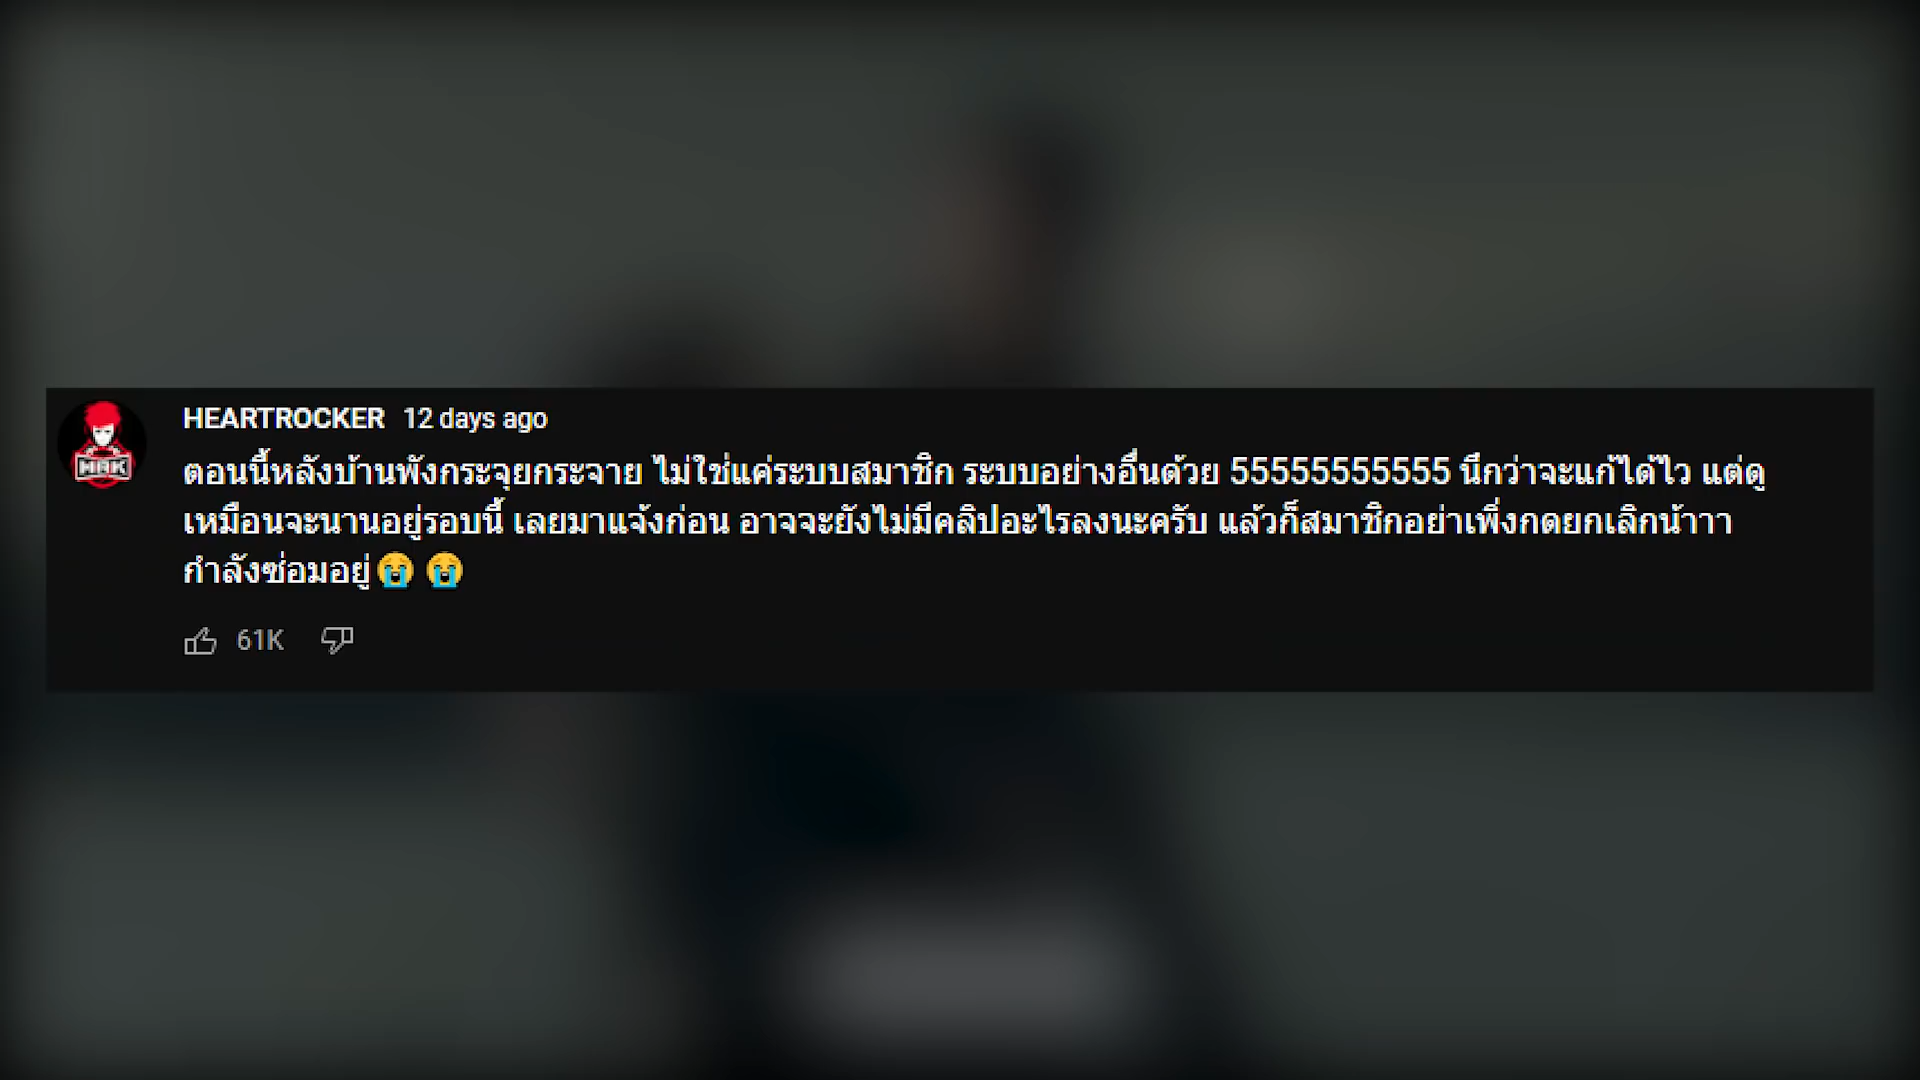 HEARTROCKER 12 days ago
ตอนนี้หลังบ้านพังกระจุยกระจาย ไม่ใช่แค่ระบบสมาชิก ระบบอย่างอื่นด้วย 55555555555 นึกว่าจะแก้ได้ไว แต่ดู
เหมือนจะนานอยู่รอบนี้ เลยมาแจ้งก่อน อาจจะยังไม่มีคลิปอะไรลงนะครับ แล้วก็สมาชิกอย่าเพิ่งกดยกเลิกน้าาา
กำลังซ่อมอยู่😭 😭
61K
HBK